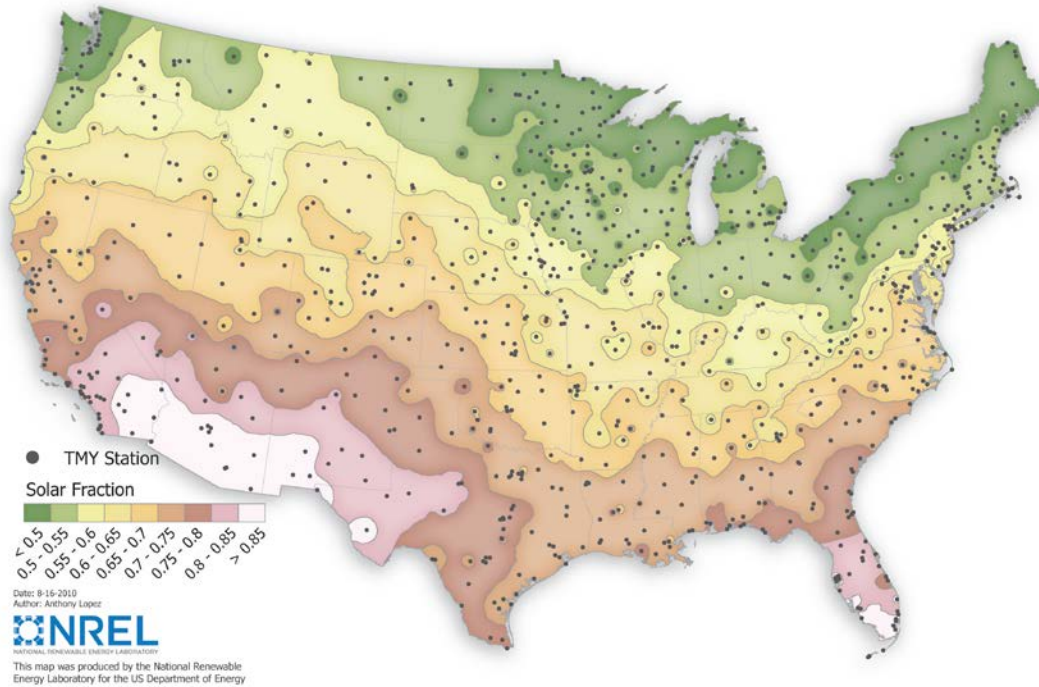 TMY Station
Solar Fraction
< 0.5
0.5 - 0.55
0.55 - 0.6
0.6 - 0.65
0.65 - 0.7
0.7 - 0.75
0.75 - 0.8
0.8 - 0.85
> 0.85
Date: 8-16-2010
Author: Anthony Lopez
NREL
NATIONAL RENEWABLE ENERGY LABORATORY
This map was produced by the National Renewable
Energy Laboratory for the US Department of Energy